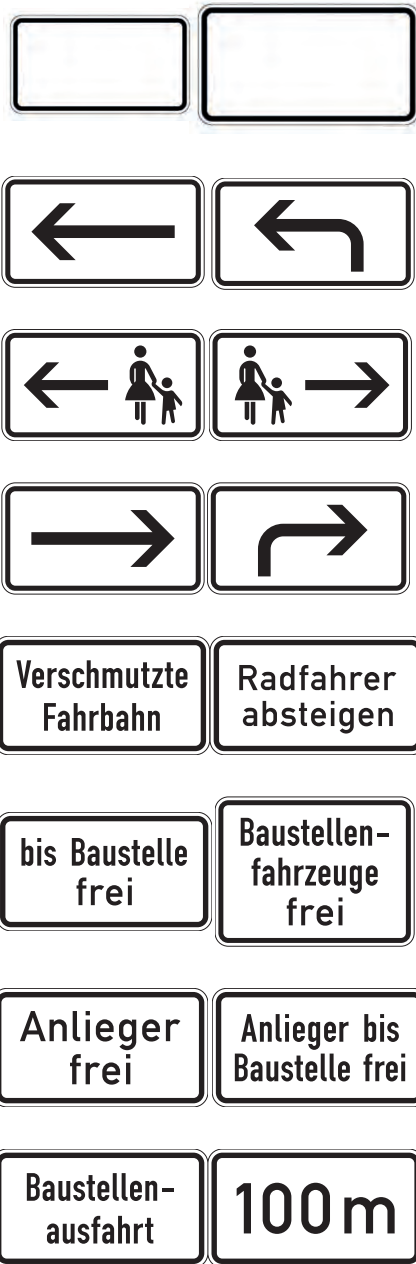 Verschmutzte
Fahrbahn
Radfahrer
absteigen
bis Baustelle
frei
Baustellen-
fahrzeuge
frei
Anlieger
frei
Anlieger bis
Baustelle frei
Baustellen-
ausfahrt
100 m